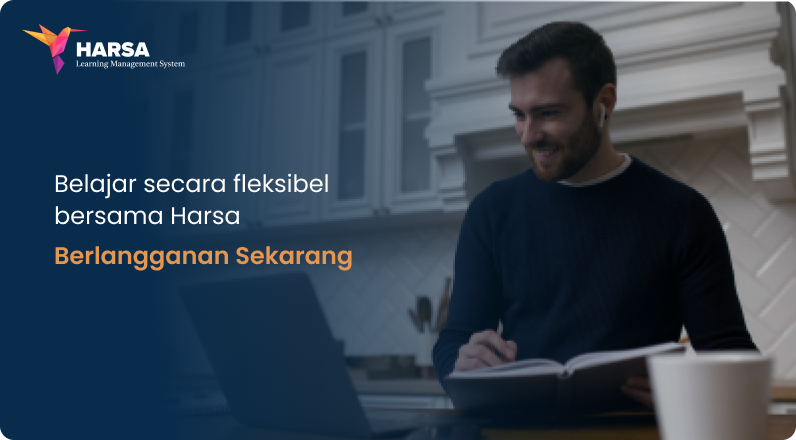 HARSA
Learning Management System
Belajar secara fleksibel
bersama Harsa
Berlangganan Sekarang